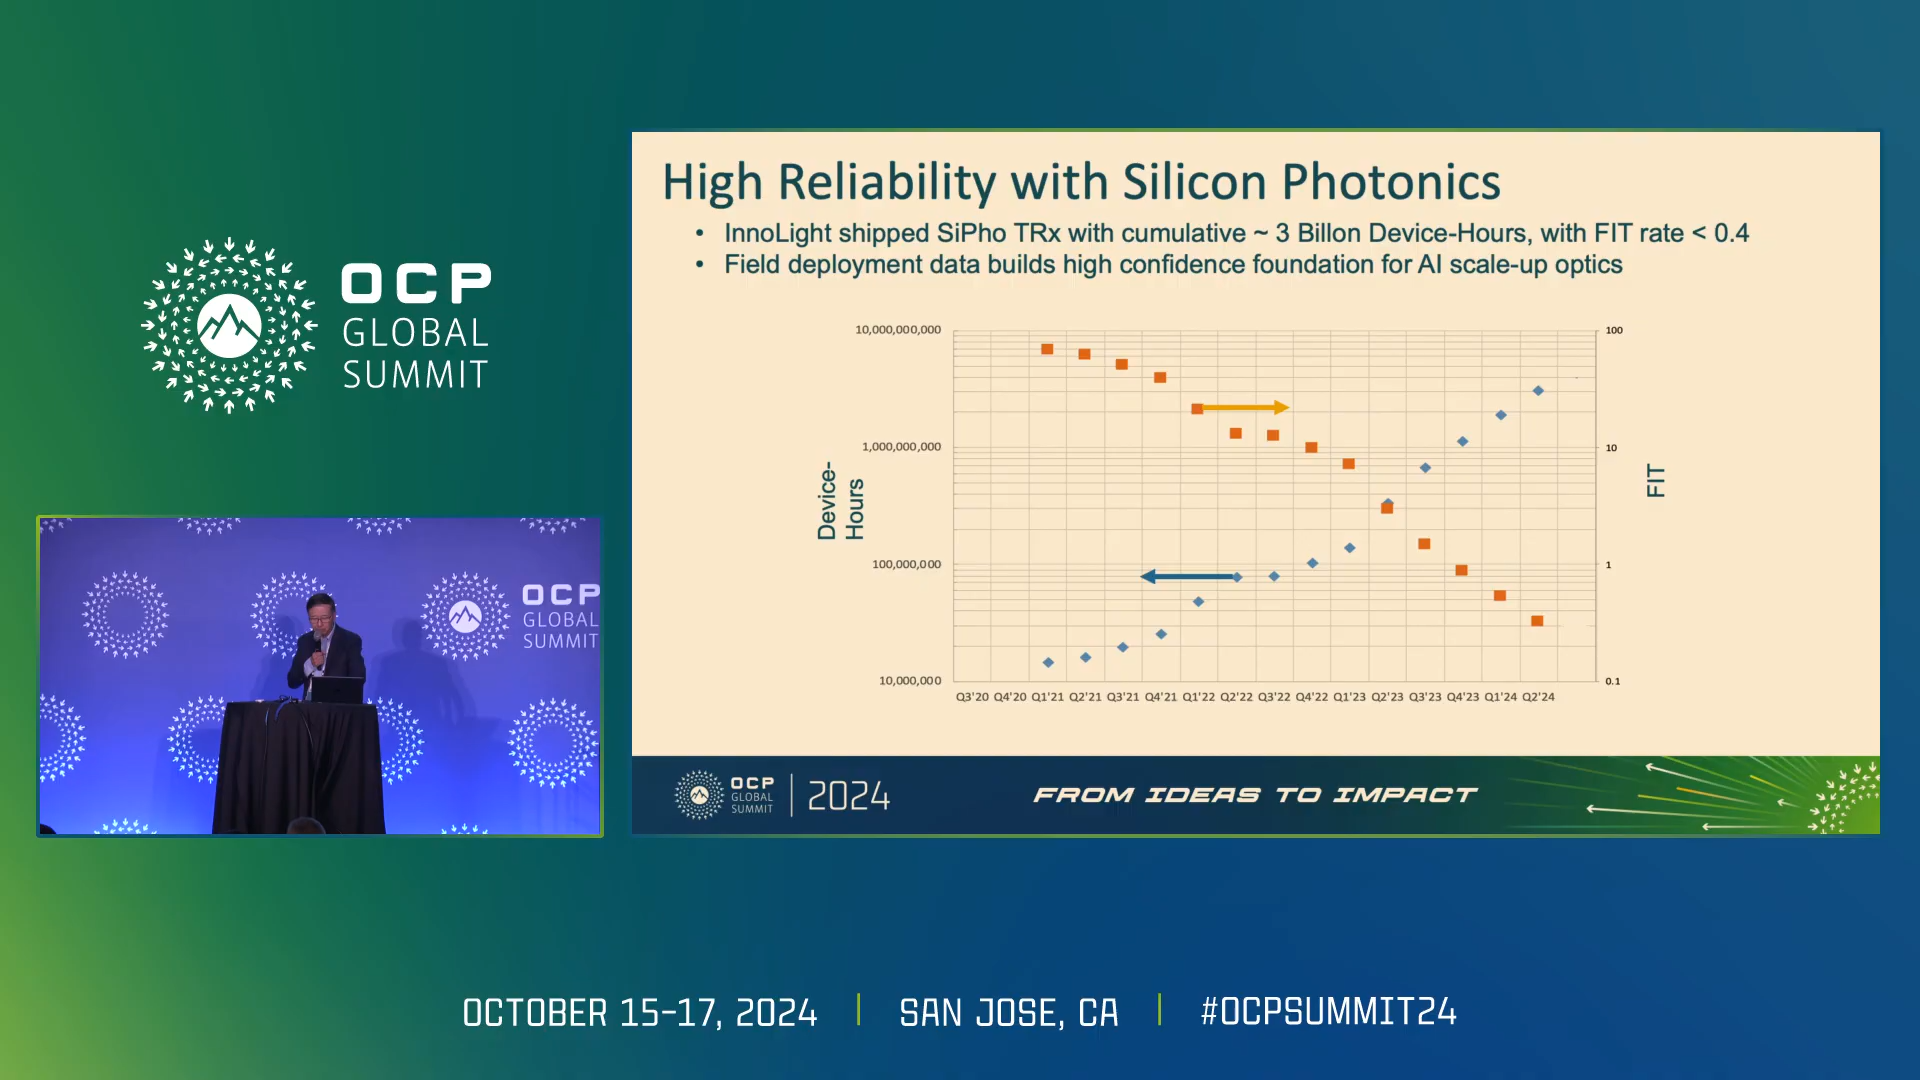 OCP
GLOBAL
SUMMIT
OCP
GLOBAL
SUMMIT
High Reliability with Silicon Photonics
• InnoLight shipped SiPho TRx with cumulative ~ 3 Billon Device-Hours, with FIT rate < 0.4
• Field deployment data builds high confidence foundation for AI scale-up optics
Device-
Hours
10,000,000,000
1,000,000,000
100,000,000
10,000,000
100
10
1
0.1
FIT
Q3'20 Q4'20 Q1'21 Q2'21 Q3'21 Q4'21 Q1'22 Q2'22 Q3'22 Q4'22 Q1'23 Q2'23 Q3'23 Q4'23 Q1'24 Q2'24
OCP
GLOBAL
SUMMIT
2024
FROM IDEAS TO IMPACT
OCTOBER 15-17, 2024 | SAN JOSE, CA | #OCPSUMMIT24